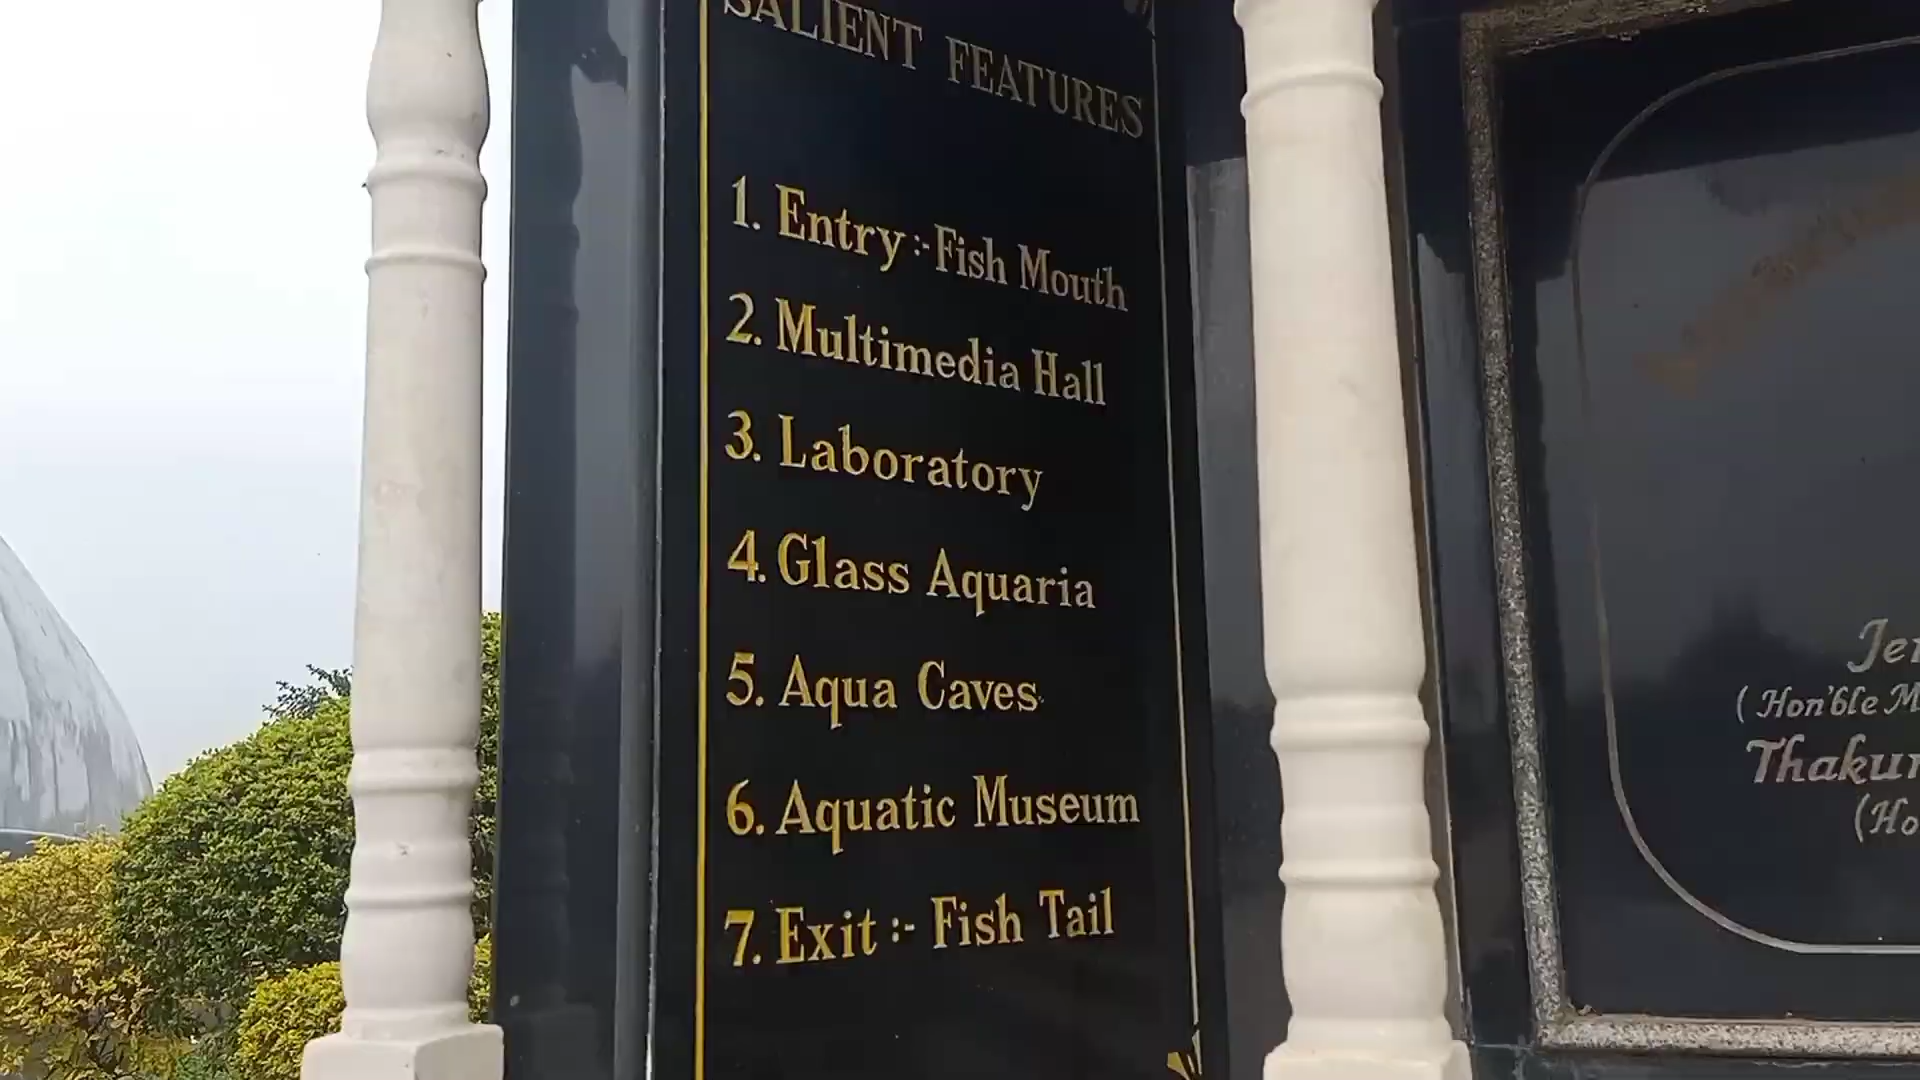 SALIENT FEATURES
1. Entry :- Fish Mouth
2. Multimedia Hall
3. Laboratory
4. Glass Aquaria
5. Aqua Caves
6. Aquatic Museum
7. Exit :- Fish Tail
(Hon'ble